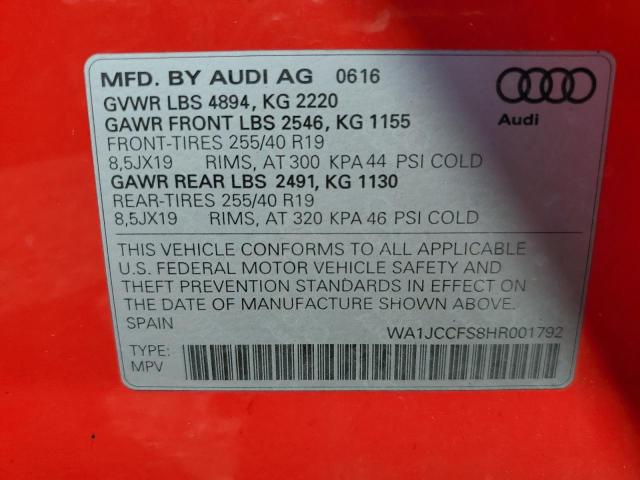 MFD. BY AUDI AG 0616
GVWR LBS 4894, KG 2220
GAWR FRONT LBS 2546, KG 1155
FRONT-TIRES 255/40 R19
8,5JX19 RIMS, AT 300 KPA 44 PSI COLD
GAWR REAR LBS 2491, KG 1130
REAR-TIRES 255/40 R19
8,5JX19 RIMS, AT 320 KPA 46 PSI COLD
Audi
THIS VEHICLE CONFORMS TO ALL APPLICABLE
U.S. FEDERAL MOTOR VEHICLE SAFETY AND
THEFT PREVENTION STANDARDS IN EFFECT ON
THE DATE OF MANUFACTURE SHOWN ABOVE.
SPAIN
WA1JCCFS8HR001792
TYPE:
MPV